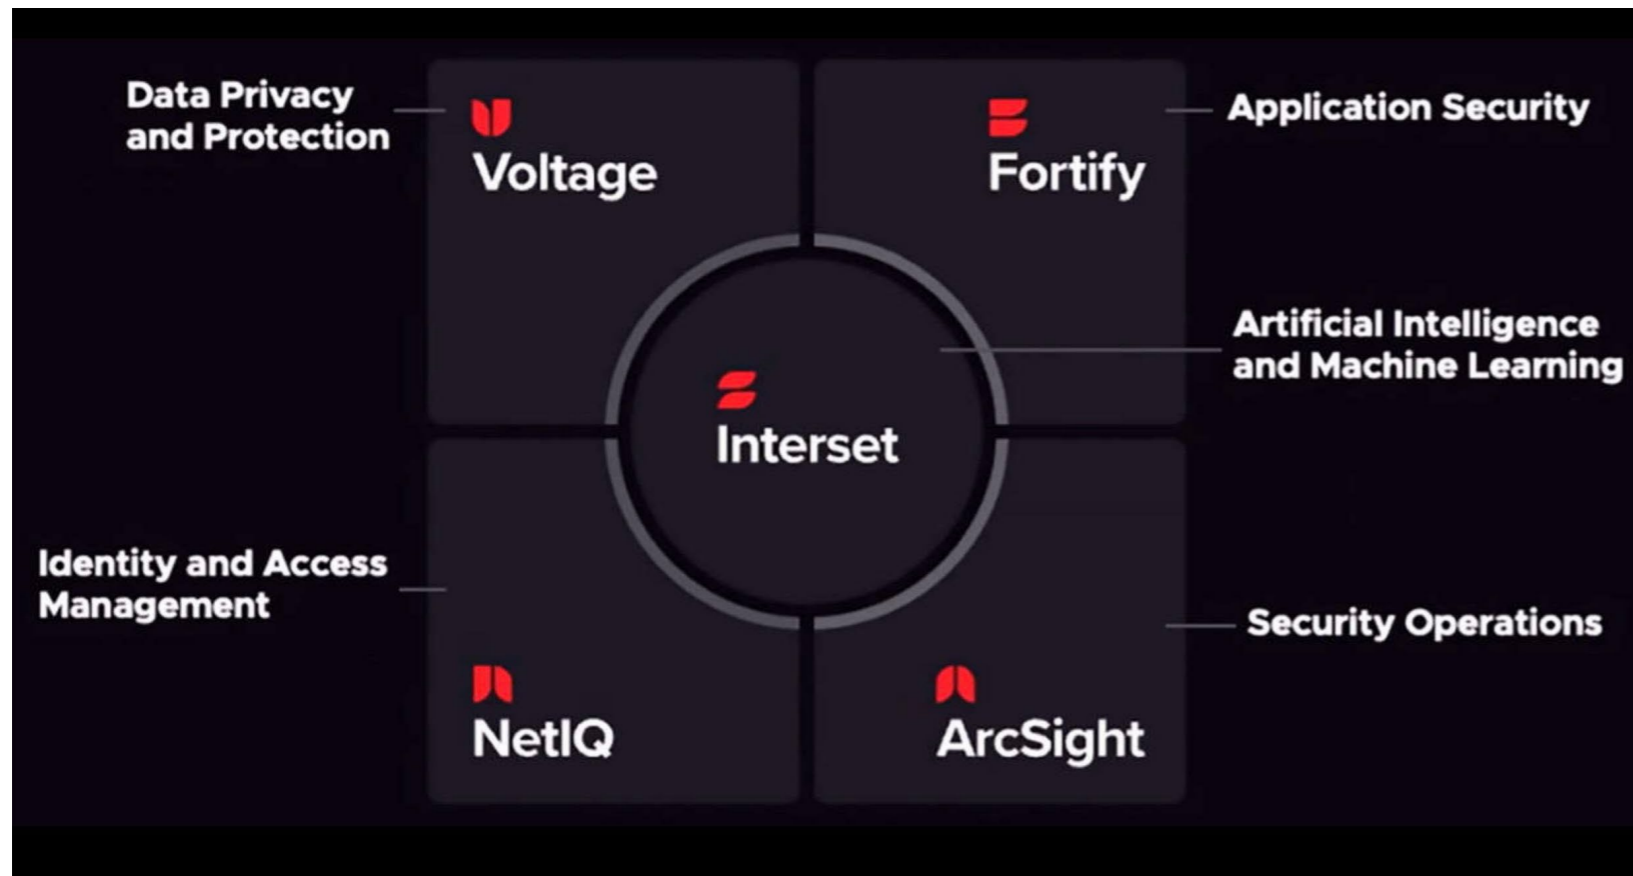 Data Privacy
and Protection
Voltage
Fortify
Application Security
Artificial Intelligence
and Machine Learning
Interset
Identity and Access
Management
Security Operations
NetIQ
ArcSight